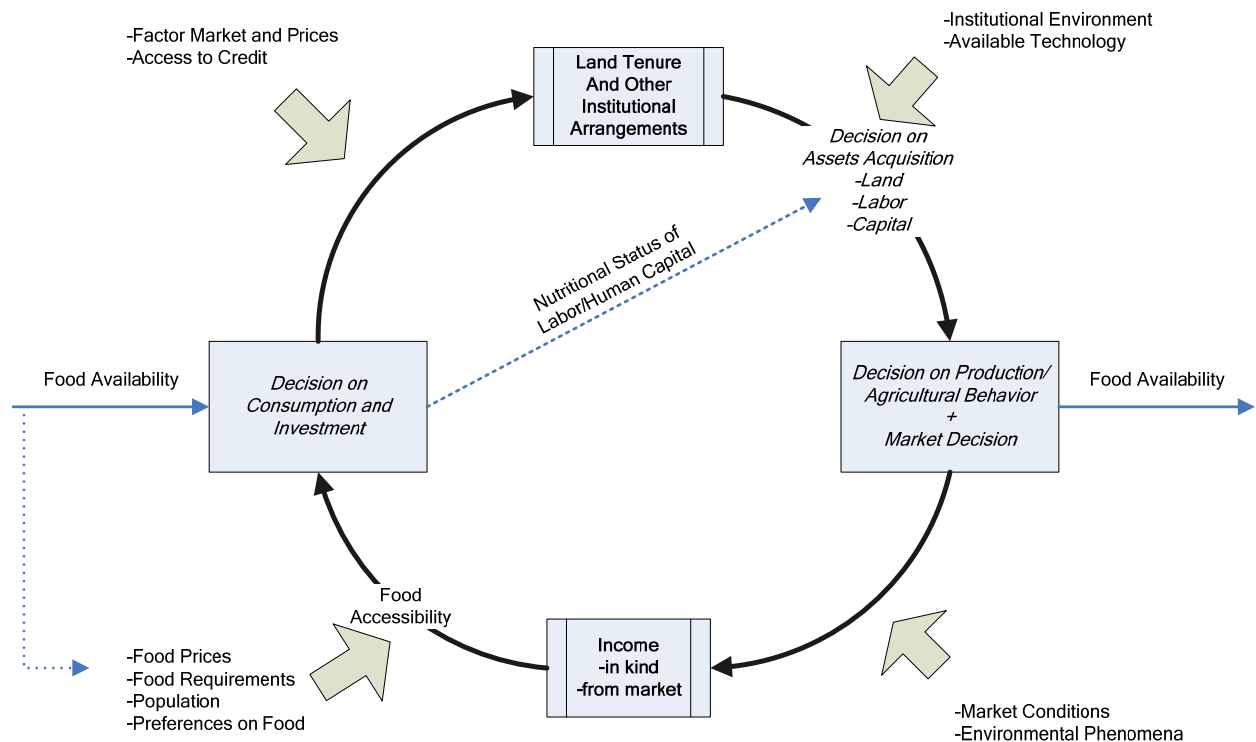 -Factor Market and Prices
-Access to Credit
Land Tenure
And Other
Institutional
Arrangements
-Institutional Environment
-Available Technology
Decision on
Assets Acquisition
-Land
-Labor
-Capital
Nutritional Status of
Labor/Human Capital
Food Availability
Decision on
Consumption and
Investment
Decision on Production/
Agricultural Behavior
+
Market Decision
Food Availability
Food
Accessibility
Income
-in kind
-from market
-Food Prices
-Food Requirements
-Population
-Preferences on Food
-Market Conditions
-Environmental Phenomena